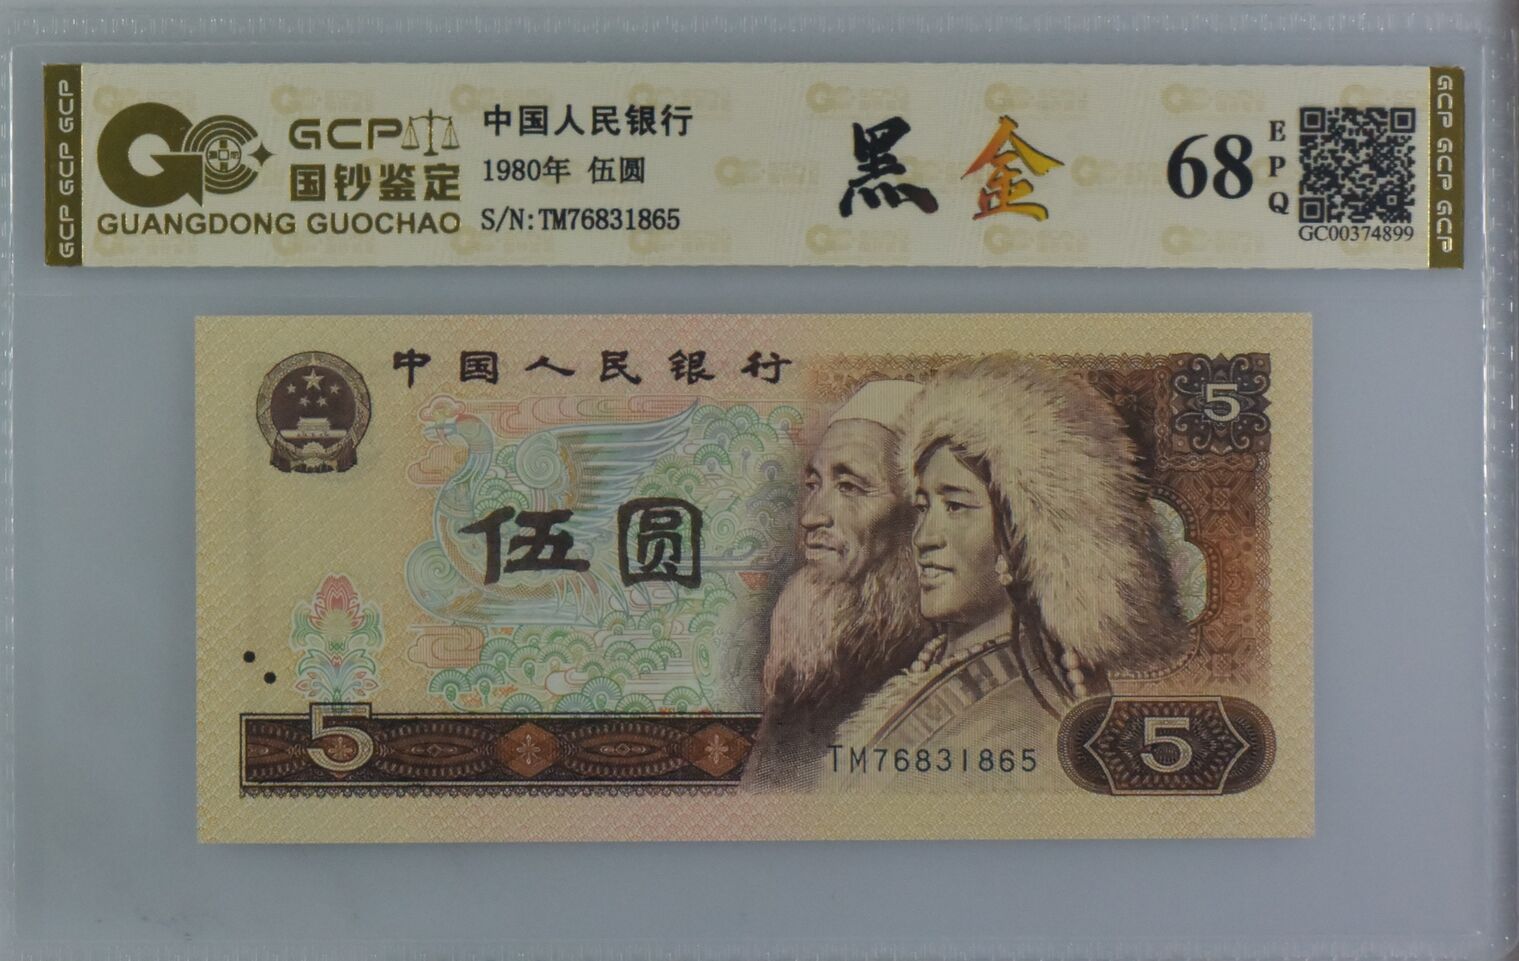 GCP
国钞鉴定
GUANGDONG GUOCHAO
中国人民银行
1980年 伍圆
S/N:TM76831865
黑金
68
EPQ
GC00374899
GCP GCP GCP
GCP GCP GCP
中国人民银行
5
伍圆
5
TM76831865
5